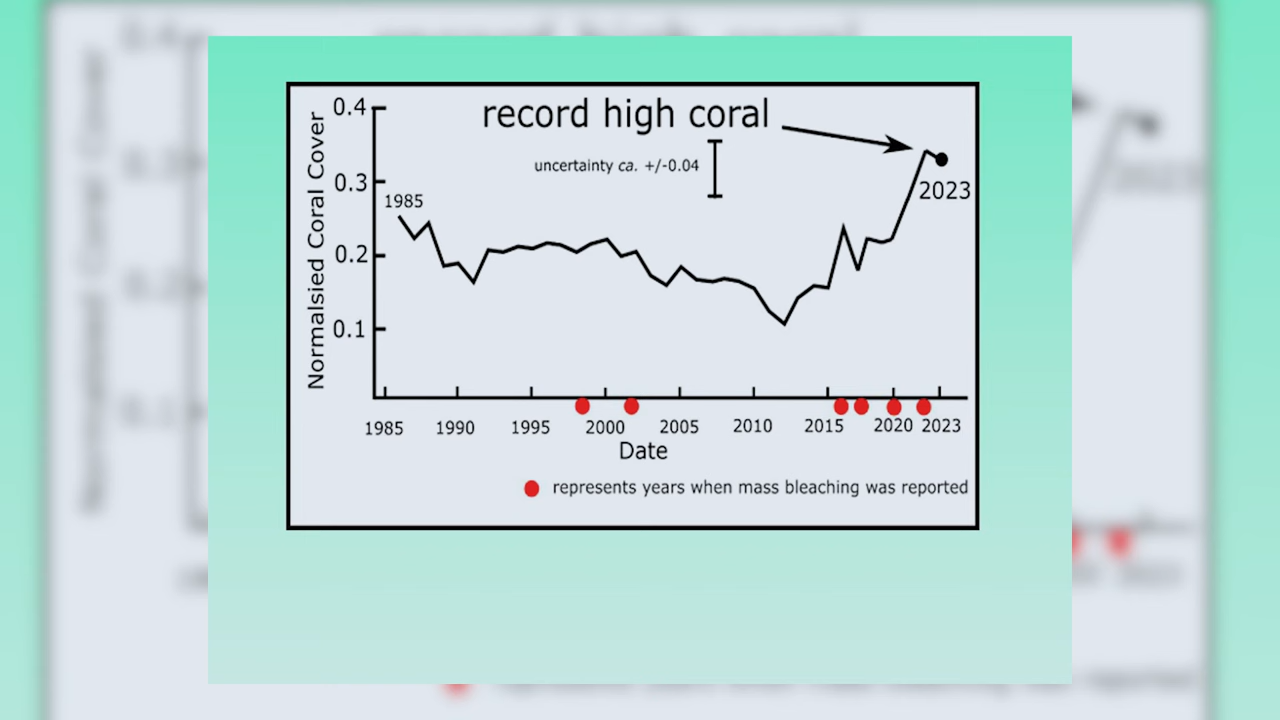 0.4
record high coral
uncertainty ca. +/-0.04
0.3
1985
2023
0.2
0.1
Normalsied Coral Cover
1985 1990 1995 2000 2005 2010 2015 2020 2023
Date
represents years when mass bleaching was reported